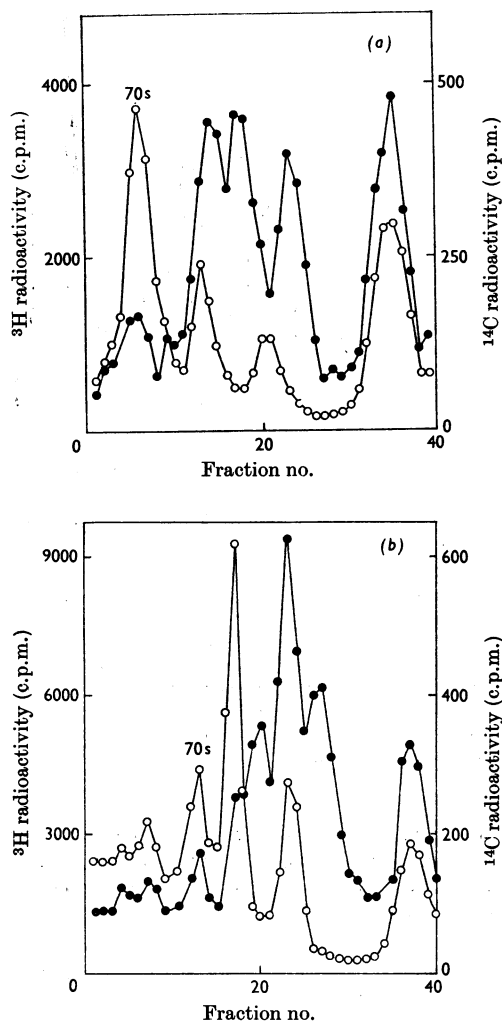 (a)
70s
4000
2000
0
500
250
0
20
40
³H radioactivity (c.p.m.)
¹⁴C radioactivity (c.p.m.)
Fraction no.
(b)
70s
9000
6000
3000
0
600
400
200
0
20
40
³H radioactivity (c.p.m.)
¹⁴C radioactivity (c.p.m.)
Fraction no.